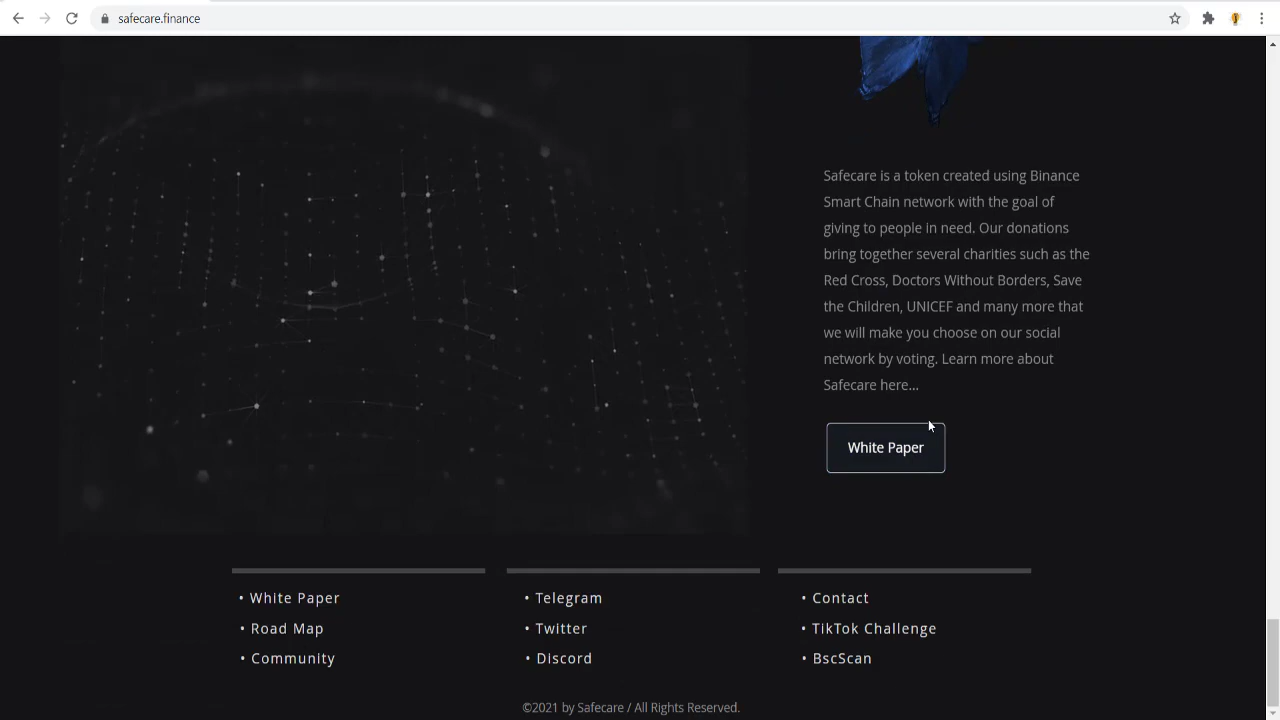 safecare.finance
Safecare is a token created using Binance
Smart Chain network with the goal of
giving to people in need. Our donations
bring together several charities such as the
Red Cross, Doctors Without Borders, Save
the Children, UNICEF and many more that
we will make you choose on our social
network by voting. Learn more about
Safecare here...
White Paper
• White Paper
• Road Map
• Community
• Telegram
• Twitter
• Discord
• Contact
• TikTok Challenge
• BscScan
©2021 by Safecare / All Rights Reserved.